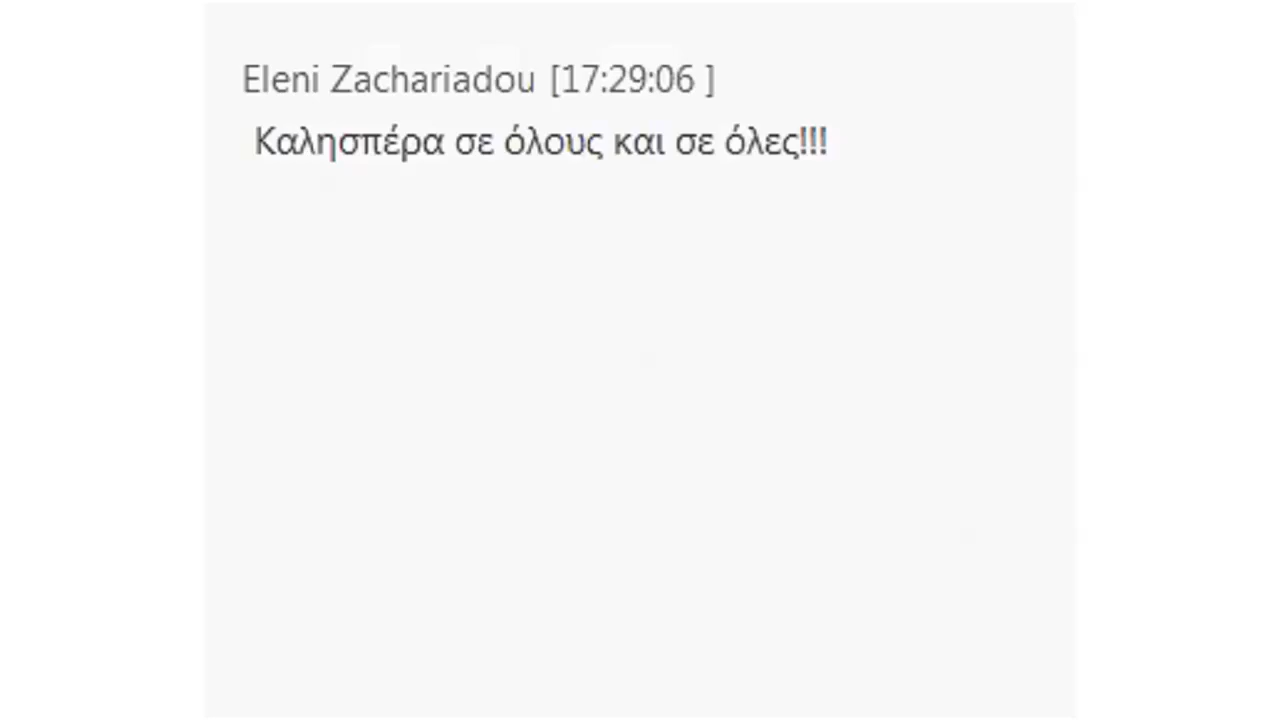 Eleni Zachariadou [17:29:06 ]
Καλησπέρα σε όλους και σε όλες!!!